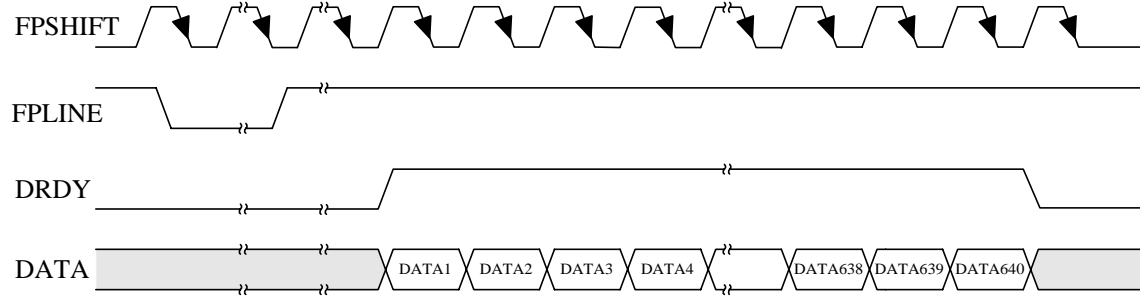 FPSHIFT
FPLINE
DRDY
DATA DATA1 DATA2 DATA3 DATA4 DATA638 DATA639 DATA640